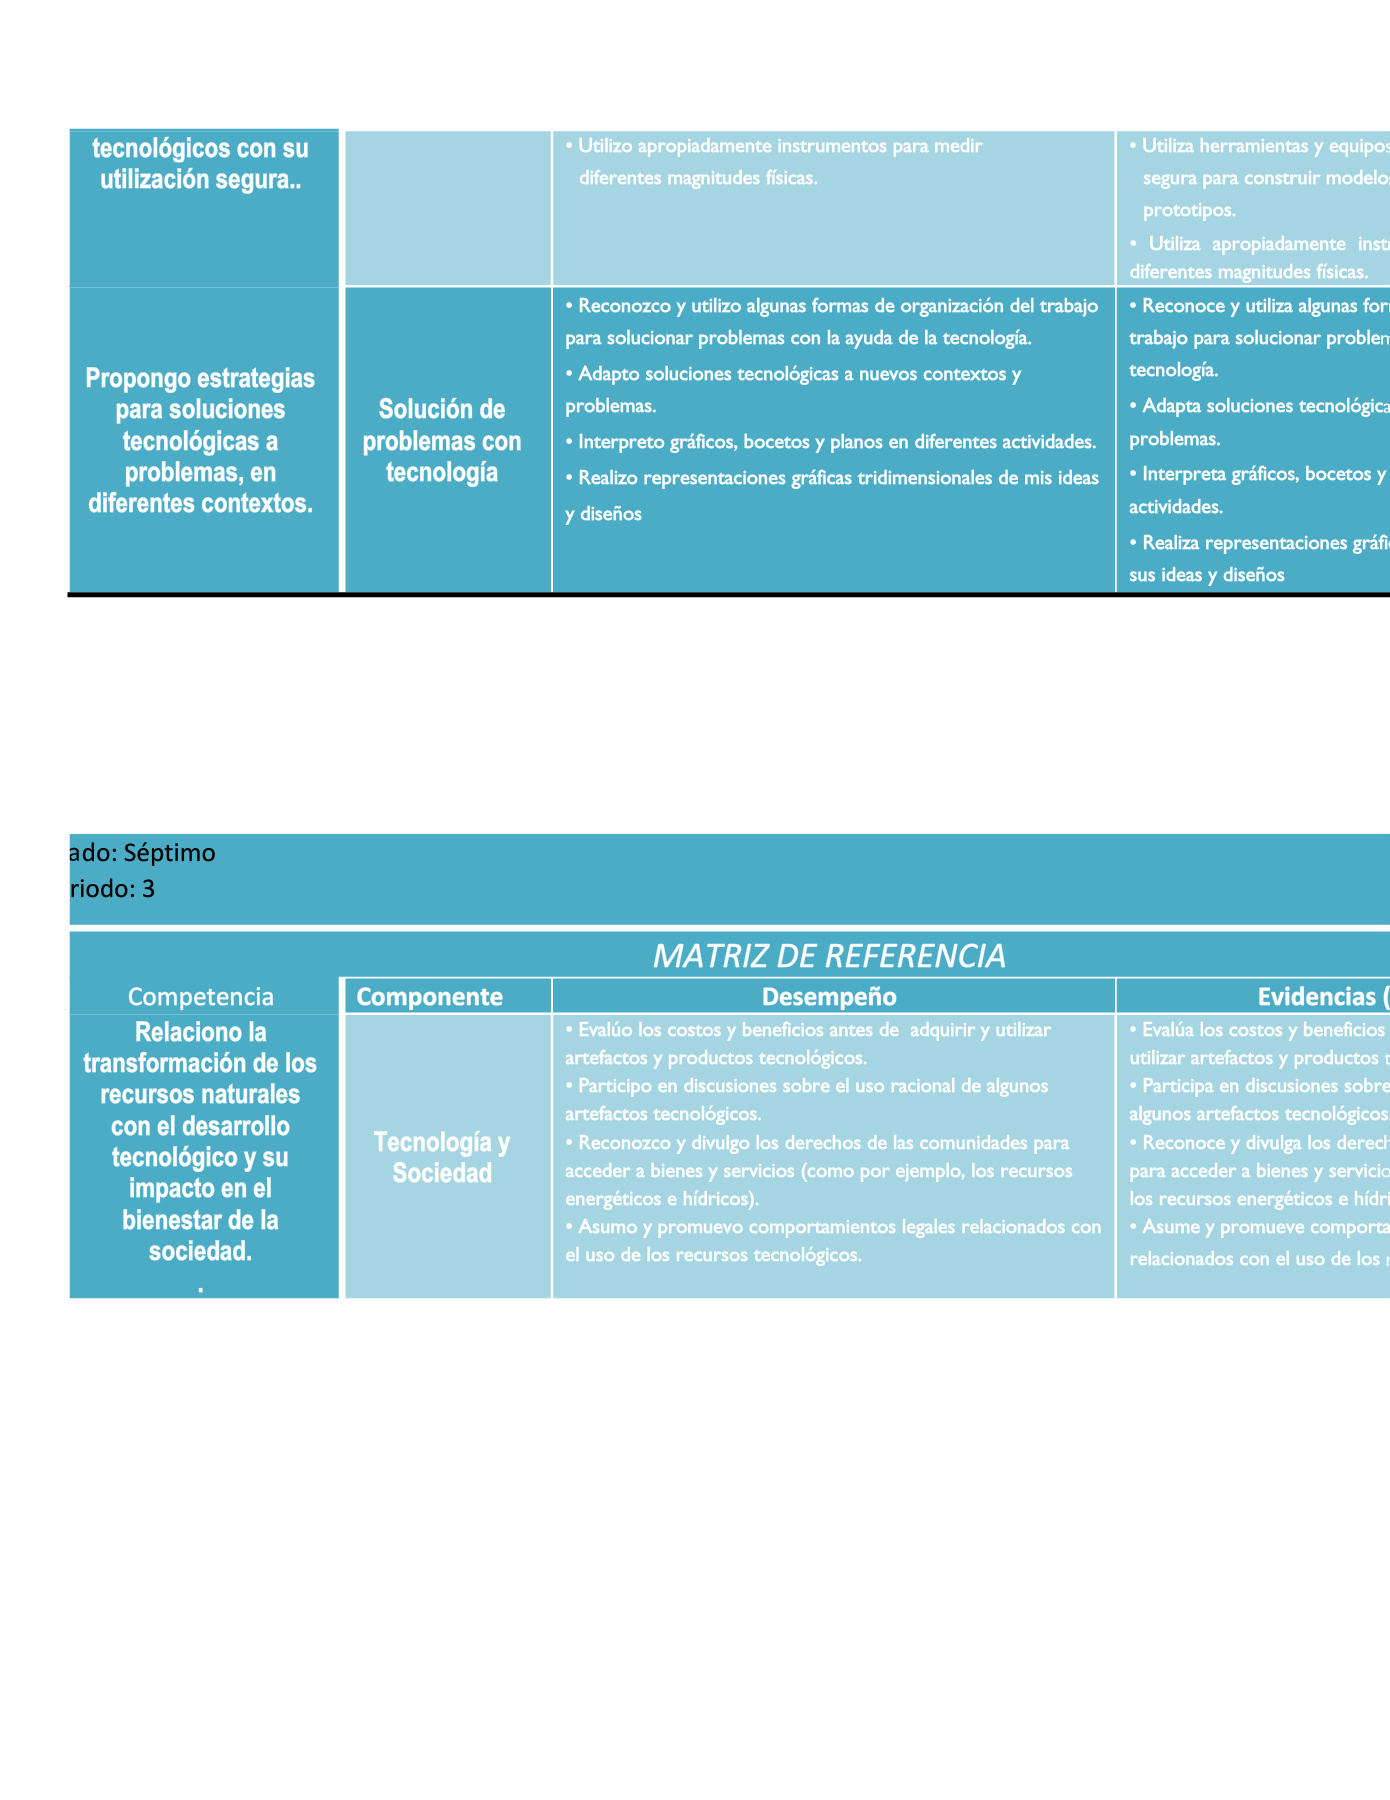 tecnológicos con su
utilización segura..
• Utilizo apropiadamente instrumentos para medir
diferentes magnitudes físicas.
• Utiliza herramientas y equipos
segura para construir modelos
prototipos.
• Utiliza apropiadamente
diferentes magnitudes físicas.
Propongo estrategias
para soluciones
tecnológicas a
problemas, en
diferentes contextos.
Solución de
problemas con
tecnología
• Reconozco y utilizo algunas formas de organización del trabajo
para solucionar problemas con la ayuda de la tecnología.
• Adapto soluciones tecnológicas a nuevos contextos y
problemas.
• Interpreto gráficos, bocetos y planos en diferentes actividades.
• Realizo representaciones gráficas tridimensionales de mis ideas
y diseños
• Reconoce y utiliza algunas
trabajo para solucionar
tecnología.
• Adapta soluciones
problemas.
• Interpreta gráficos, bocetos y
actividades.
• Realiza representaciones
sus ideas y diseños
ado: Séptimo
riodo: 3
MATRIZ DE REFERENCIA
Competencia
Componente
Desempeño
Evidencias (
Relaciono la
transformación de los
recursos naturales
con el desarrollo
tecnológico y su
impacto en el
bienestar de la
sociedad.
.
Tecnología y
Sociedad
• Evalúo los costos y beneficios antes de adquirir y utilizar
artefactos y productos tecnológicos.
• Participo en discusiones sobre el uso racional de algunos
artefactos tecnológicos.
• Reconozco y divulgo los derechos de las comunidades para
acceder a bienes y servicios (como por ejemplo, los recursos
energéticos e hídricos).
• Asumo y promuevo comportamientos legales relacionados con
el uso de los recursos tecnológicos.
• Evalúa los costos y beneficios
utilizar artefactos y productos
• Participa en discusiones sobre
algunos artefactos tecnológicos
• Reconoce y divulga los
para acceder a bienes y
los recursos energéticos e
• Asume y promueve
relacionados con el uso de los